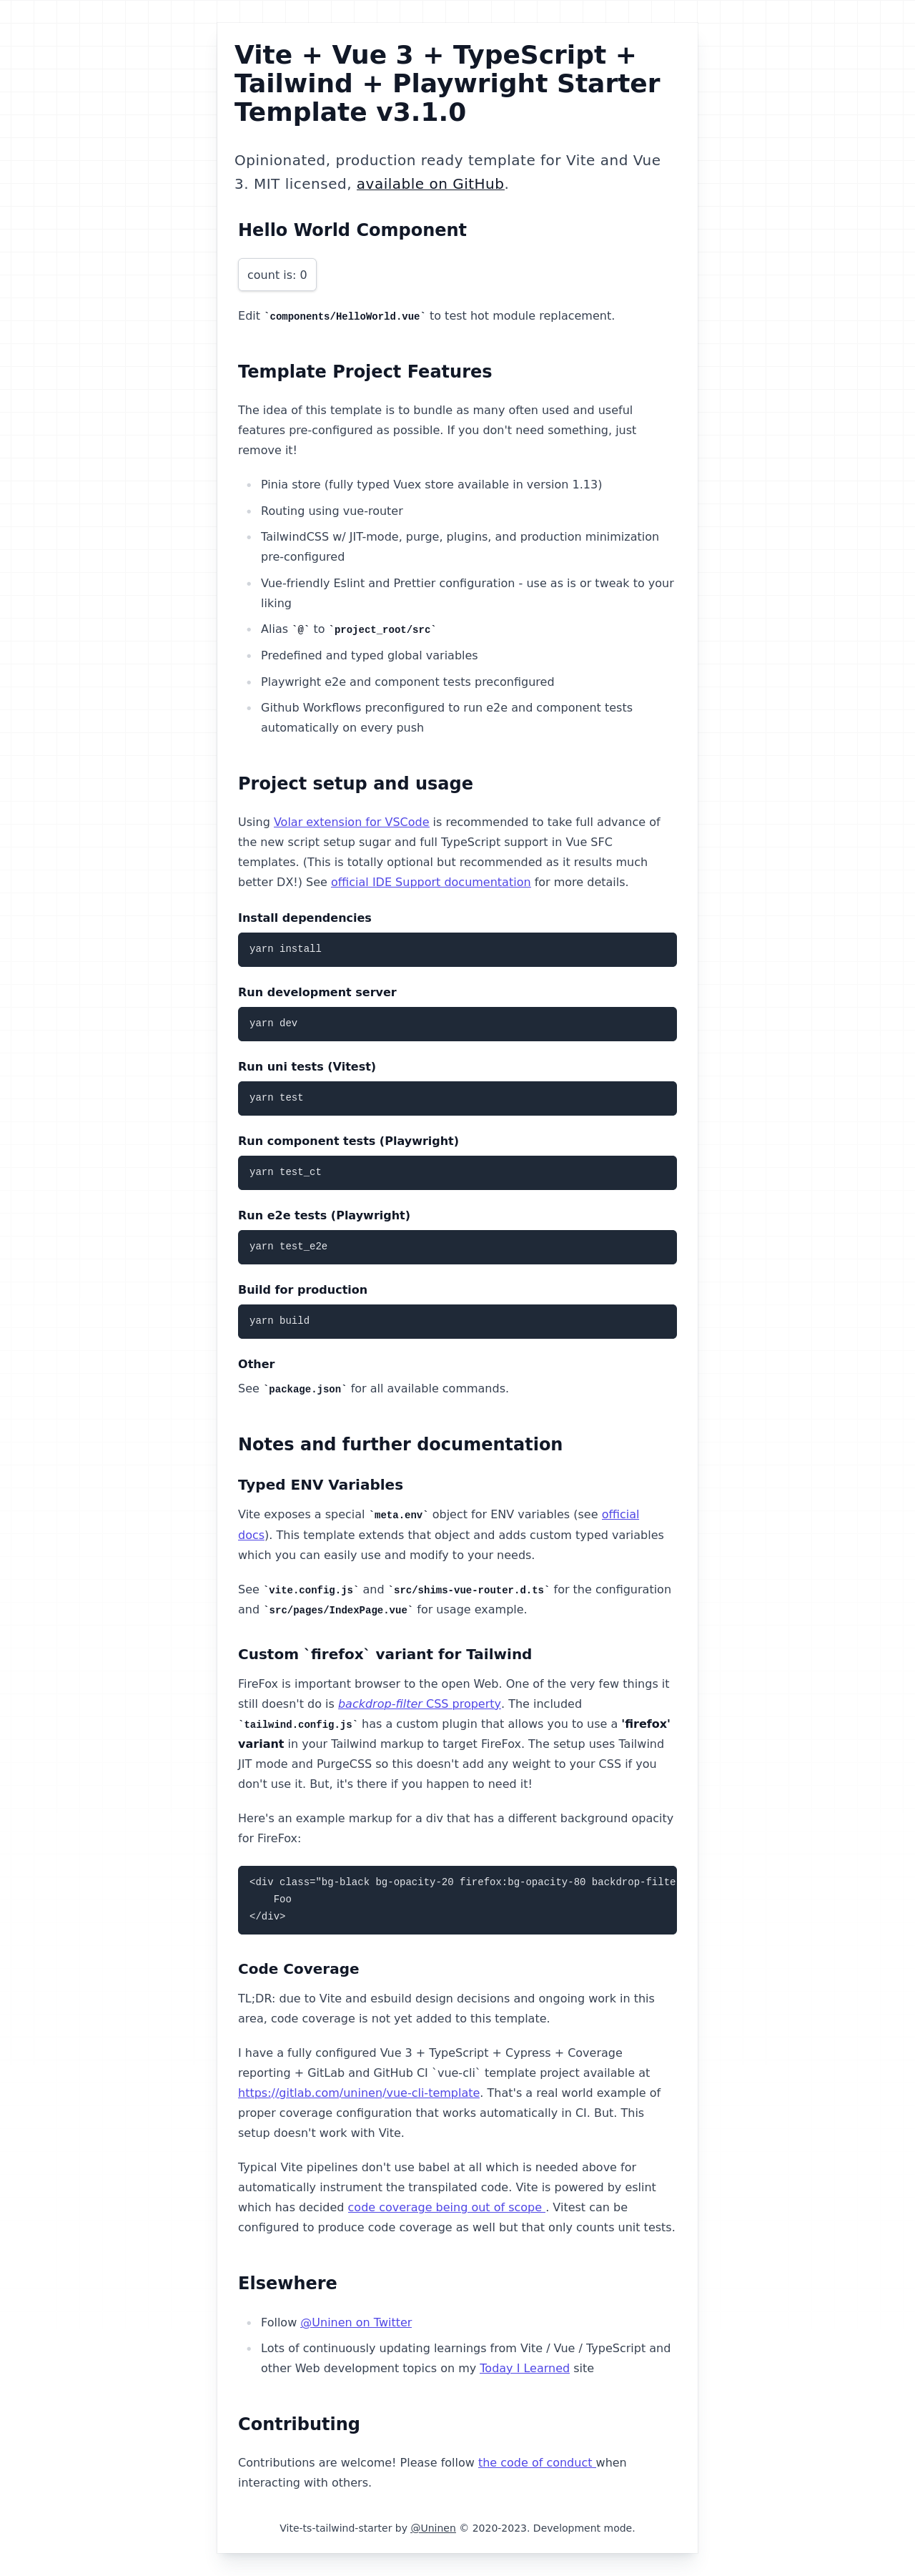 Vite + Vue 3 + TypeScript +
Tailwind + Playwright Starter
Template v3.1.0
Opinionated, production ready template for Vite and Vue
3. MIT licensed, available on GitHub.
Hello World Component
count is: 0
Edit `components/HelloWorld.vue` to test hot module replacement.
Template Project Features
The idea of this template is to bundle as many often used and useful
features pre-configured as possible. If you don't need something, just
remove it!
Pinia store (fully typed Vuex store available in version 1.13)
Routing using vue-router
TailwindCSS w/ JIT-mode, purge, plugins, and production minimization
pre-configured
Vue-friendly Eslint and Prettier configuration - use as is or tweak to your
liking
Alias `@` to `project_root/src`
Predefined and typed global variables
Playwright e2e and component tests preconfigured
Github Workflows preconfigured to run e2e and component tests
automatically on every push
Project setup and usage
Using Volar extension for VSCode is recommended to take full advance of
the new script setup sugar and full TypeScript support in Vue SFC
templates. (This is totally optional but recommended as it results much
better DX!) See official IDE Support documentation for more details.
Install dependencies
yarn install
Run development server
yarn dev
Run uni tests (Vitest)
yarn test
Run component tests (Playwright)
yarn test_ct
Run e2e tests (Playwright)
yarn test_e2e
Build for production
yarn build
Other
See `package.json` for all available commands.
Notes and further documentation
Typed ENV Variables
Vite exposes a special `meta.env` object for ENV variables (see official
docs). This template extends that object and adds custom typed variables
which you can easily use and modify to your needs.
See `vite.config.js` and `src/shims-vue-router.d.ts` for the configuration
and `src/pages/IndexPage.vue` for usage example.
Custom `firefox` variant for Tailwind
FireFox is important browser to the open Web. One of the very few things it
still doesn't do is backdrop-filter CSS property. The included
`tailwind.config.js` has a custom plugin that allows you to use a 'firefox'
variant in your Tailwind markup to target FireFox. The setup uses Tailwind
JIT mode and PurgeCSS so this doesn't add any weight to your CSS if you
don't use it. But, it's there if you happen to need it!
Here's an example markup for a div that has a different background opacity
for FireFox:
<div class="bg-black bg-opacity-20 firefox:bg-opacity-80 backdrop-filte
Foo
</div>
Code Coverage
TL;DR: due to Vite and esbuild design decisions and ongoing work in this
area, code coverage is not yet added to this template.
I have a fully configured Vue 3 + TypeScript + Cypress + Coverage
reporting + GitLab and GitHub CI `vue-cli` template project available at
https://gitlab.com/uninen/vue-cli-template. That's a real world example of
proper coverage configuration that works automatically in CI. But. This
setup doesn't work with Vite.
Typical Vite pipelines don't use babel at all which is needed above for
automatically instrument the transpilated code. Vite is powered by eslint
which has decided code coverage being out of scope . Vitest can be
configured to produce code coverage as well but that only counts unit tests.
Elsewhere
Follow @Uninen on Twitter
Lots of continuously updating learnings from Vite / Vue / TypeScript and
other Web development topics on my Today I Learned site
Contributing
Contributions are welcome! Please follow the code of conduct when
interacting with others.
Vite-ts-tailwind-starter by @Uninen © 2020-2023. Development mode.